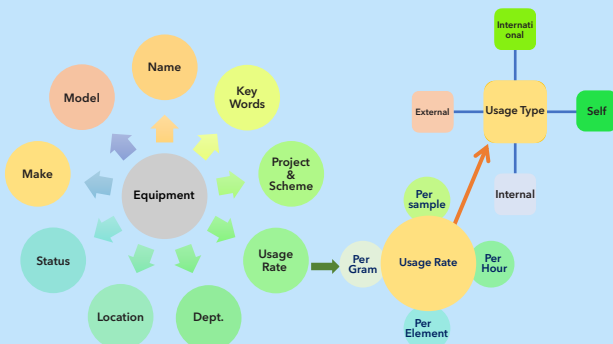 Internati
onal
Name
Model
Key
Words
External
Usage Type
Self
Make
Equipment
Project
&
Scheme
Internal
Per
sample
Status
Usage
Rate
Per
Gram
Usage Rate
Per
Hour
Location
Dept.
Per
Element